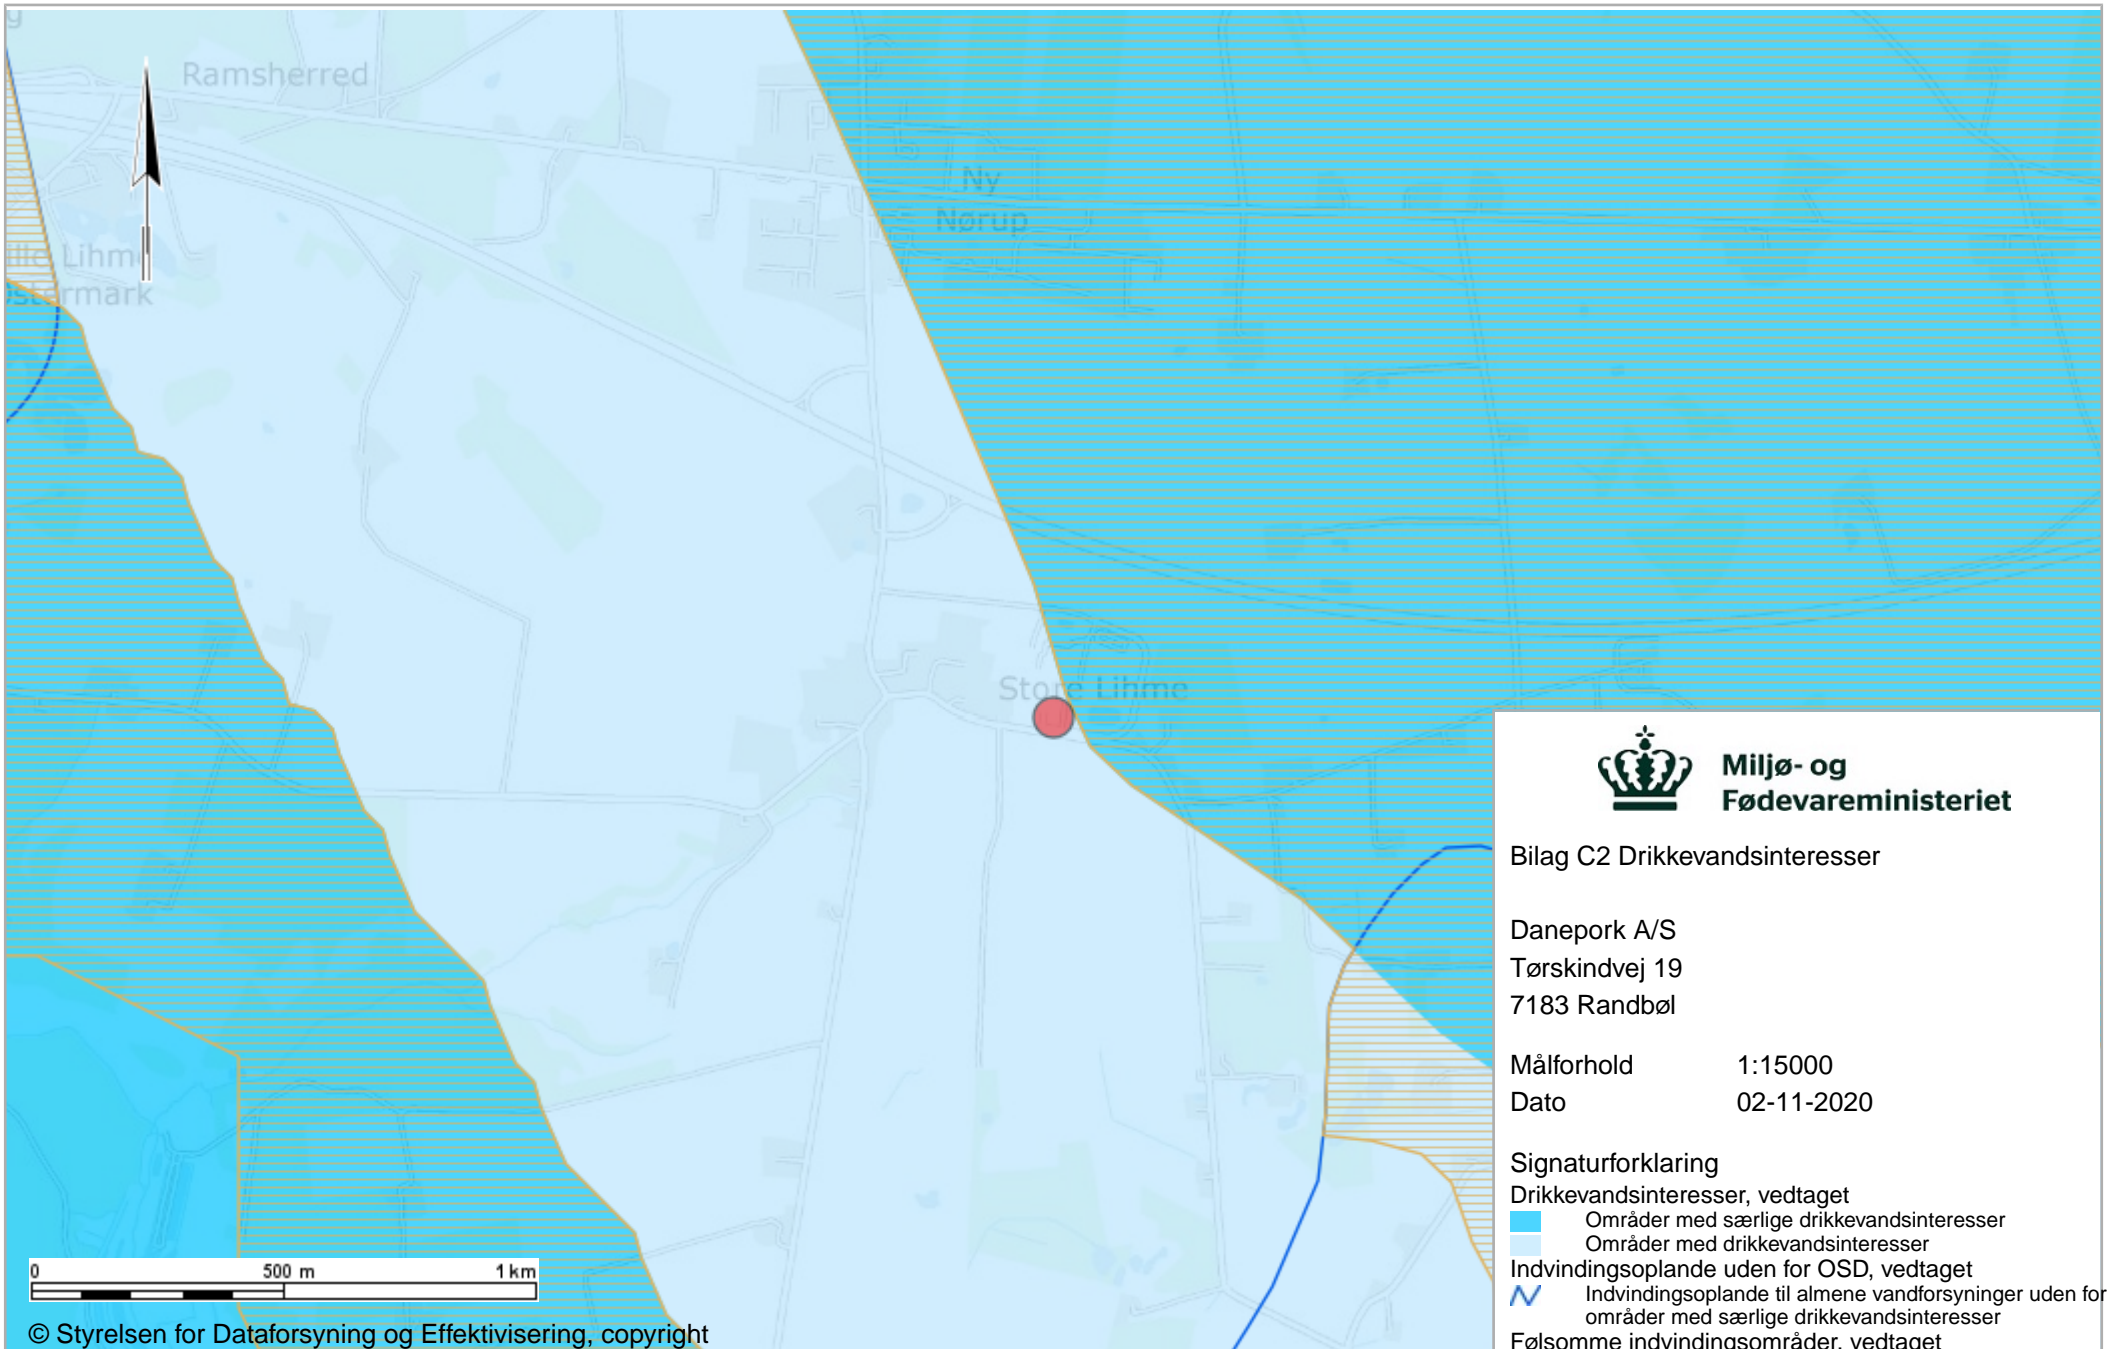 g
Ramsherred
Ny
Nørup
Lihm
Store Lihme
0 500 m 1 km
© Styrelsen for Dataforsyning og Effektivisering, copyright
Miljø- og
Fødevareministeriet
Bilag C2 Drikkevandsinteresser
Danepork A/S
Tørskindvej 19
7183 Randbøl
Målforhold 1:15000
Dato 02-11-2020
Signaturforklaring
Drikkevandsinteresser, vedtaget
Områder med særlige drikkevandsinteresser
Områder med drikkevandsinteresser
Indvindingsoplande uden for OSD, vedtaget
Indvindingsoplande til almene vandforsyninger uden for
områder med særlige drikkevandsinteresser
Følsomme indvindingsområder, vedtaget